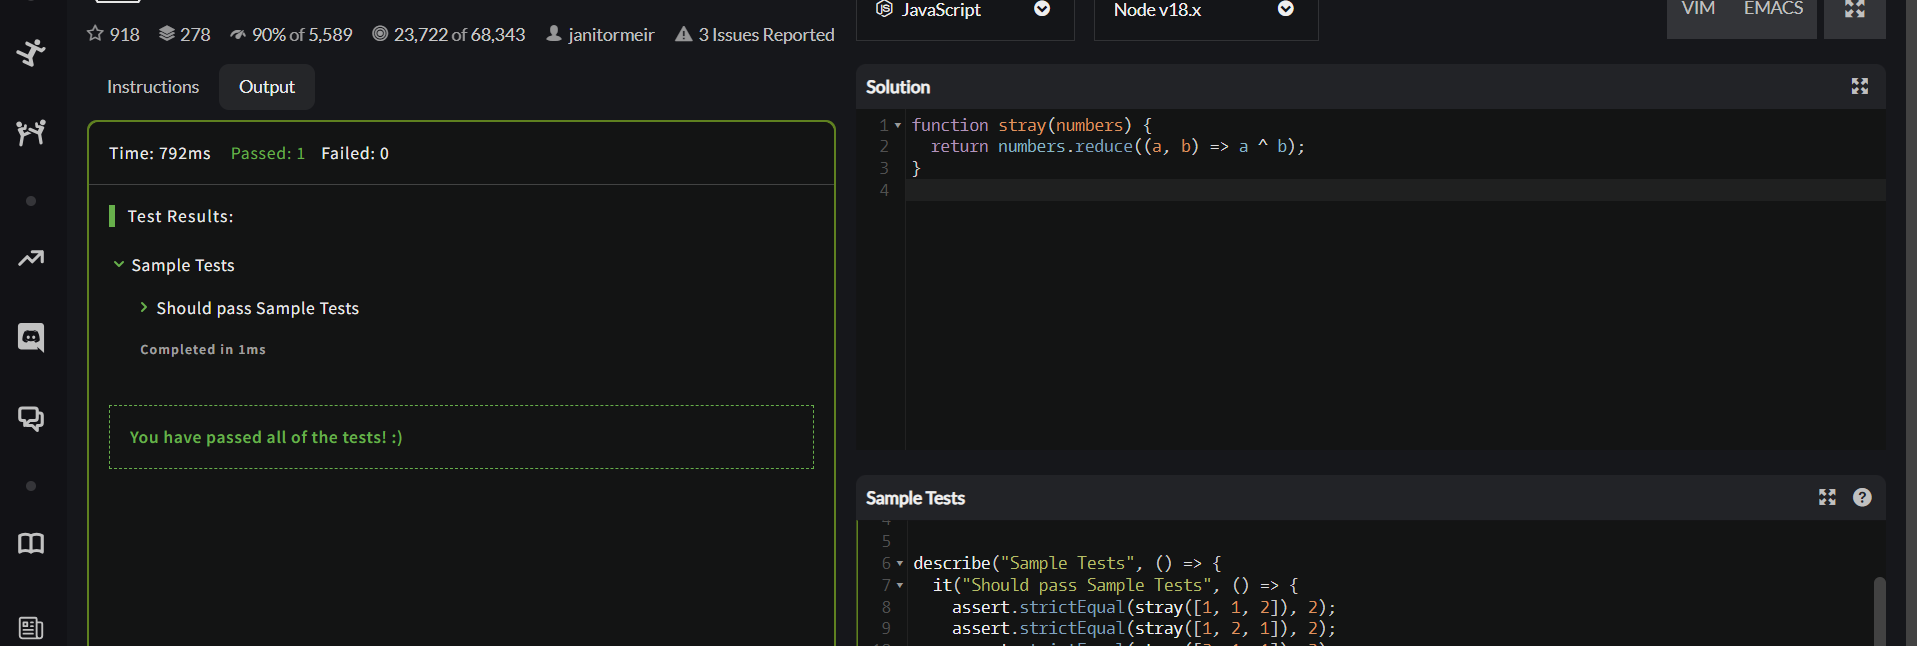 JavaScript
Node v18.x
VIM EMACS
918 278 90% of 5,589 23,722 of 68,343 janitormeir 3 Issues Reported
Instructions Output
Time: 792ms Passed: 1 Failed: 0
Test Results:
Sample Tests
Should pass Sample Tests
Completed in 1ms
You have passed all of the tests! :)
Solution
1 function stray(numbers) {
2 return numbers.reduce((a, b) => a ^ b);
3 }
4
Sample Tests
4
5
6 describe("Sample Tests", () => {
7 it("Should pass Sample Tests", () => {
8 assert.strictEqual(stray([1, 1, 2]), 2);
9 assert.strictEqual(stray([1, 2, 1]), 2);